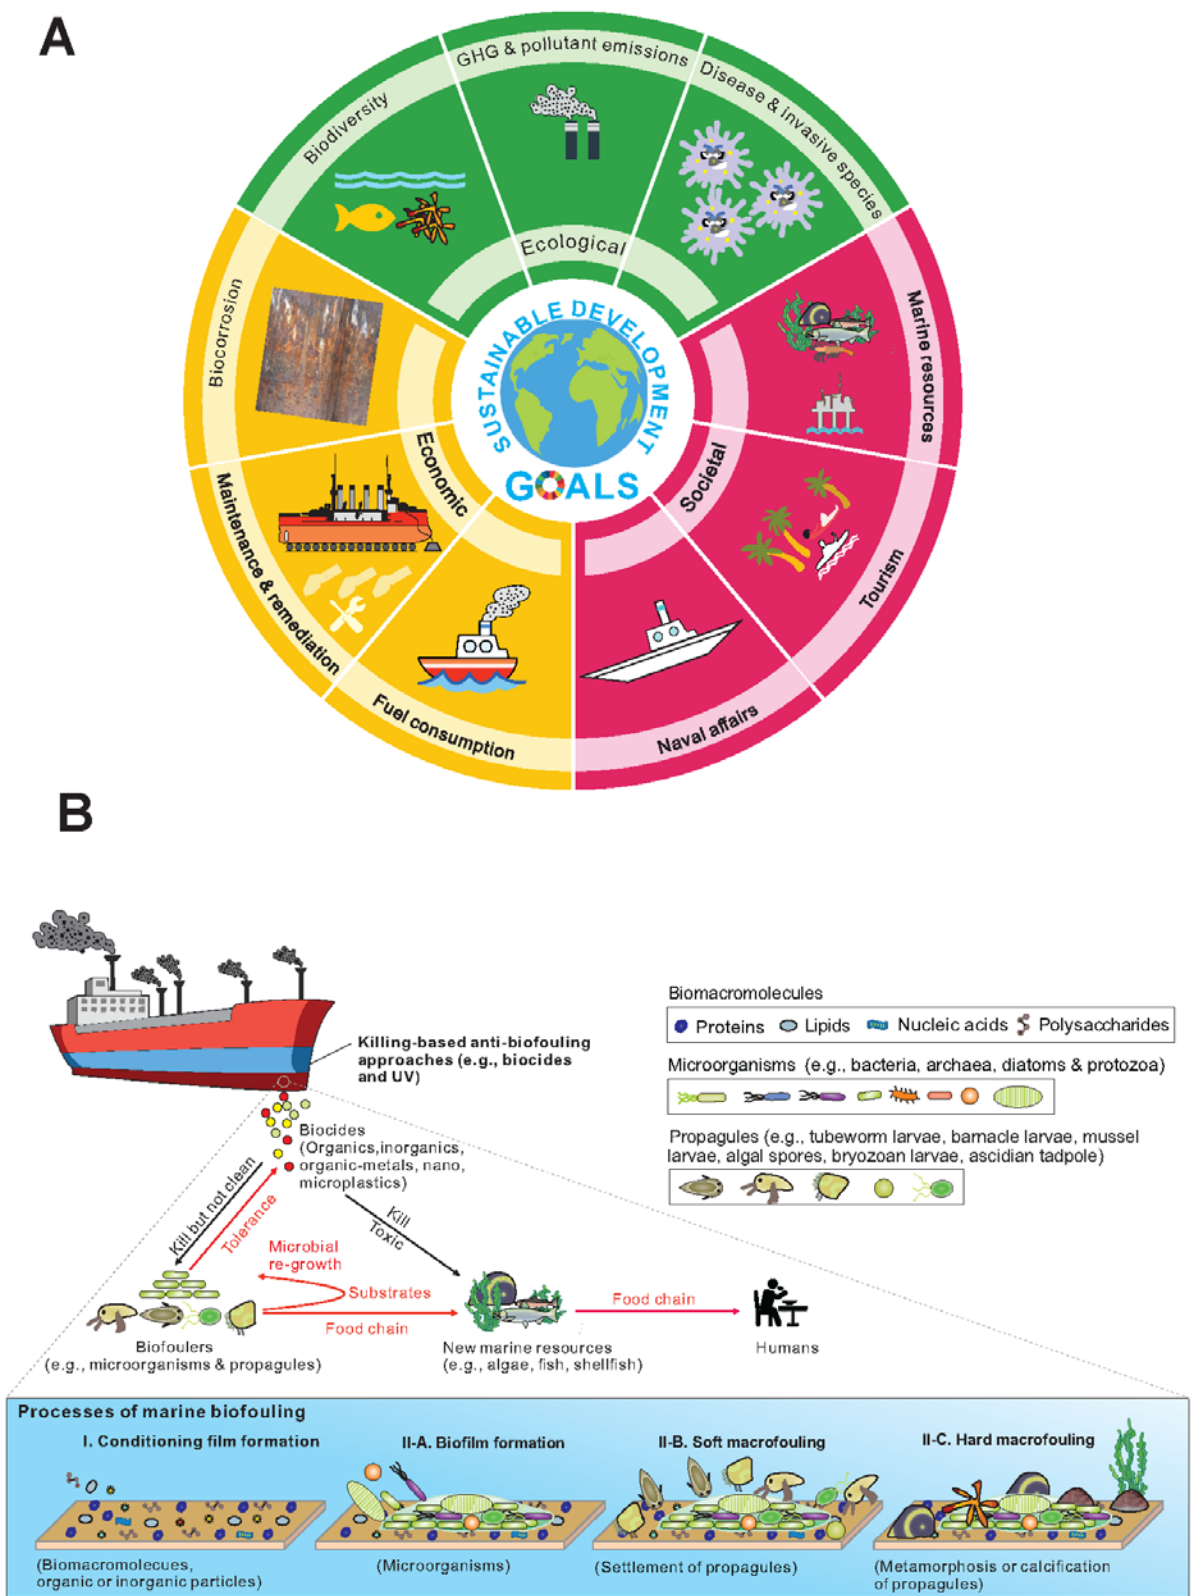 A
GHG & pollutant emissions
Disease & invasive species
Biodiversity
Ecological
Biocorrosion
Marine resources
SUSTAINABLE DEVELOPMENT
GOALS
Economic
Societal
Maintenance & remediation
Tourism
Fuel consumption
Naval affairs
B
Killing-based anti-biofouling
approaches (e.g., biocides
and UV)
Biocides
(Organics,inorganics,
organic-metals, nano,
microplastics)
Kill but not clean
Tolerance
Kill
Toxic
Microbial
re-growth
Substrates
Food chain
Food chain
Biofoulers
(e.g., microorganisms & propagules)
New marine resources
(e.g., algae, fish, shellfish)
Humans
Biomacromolecules
Proteins Lipids Nucleic acids Polysaccharides
Microorganisms (e.g., bacteria, archaea, diatoms & protozoa)
Propagules (e.g., tubeworm larvae, barnacle larvae, mussel
larvae, algal spores, bryozoan larvae, ascidian tadpole)
Processes of marine biofouling
I. Conditioning film formation
II-A. Biofilm formation
II-B. Soft macrofouling
II-C. Hard macrofouling
(Biomacromolecues,
organic or inorganic particles)
(Microorganisms)
(Settlement of propagules)
(Metamorphosis or calcification
of propagules)